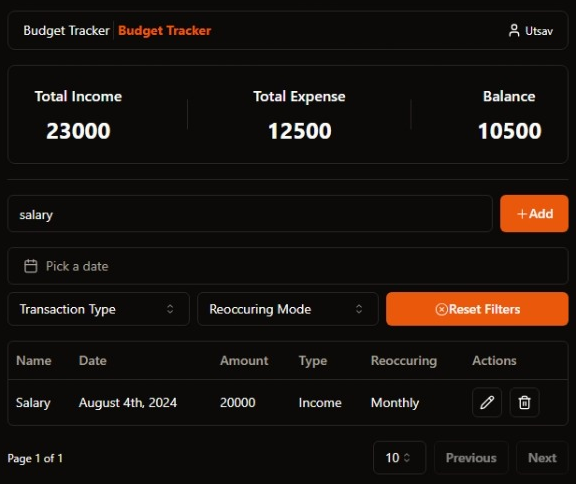 Budget Tracker Budget Tracker Utsav
Total Income Total Expense Balance
23000 12500 10500
salary +Add
Pick a date
Transaction Type Reoccuring Mode Reset Filters
Name Date Amount Type Reoccuring Actions
Salary August 4th, 2024 20000 Income Monthly
Page 1 of 1 10 Previous Next